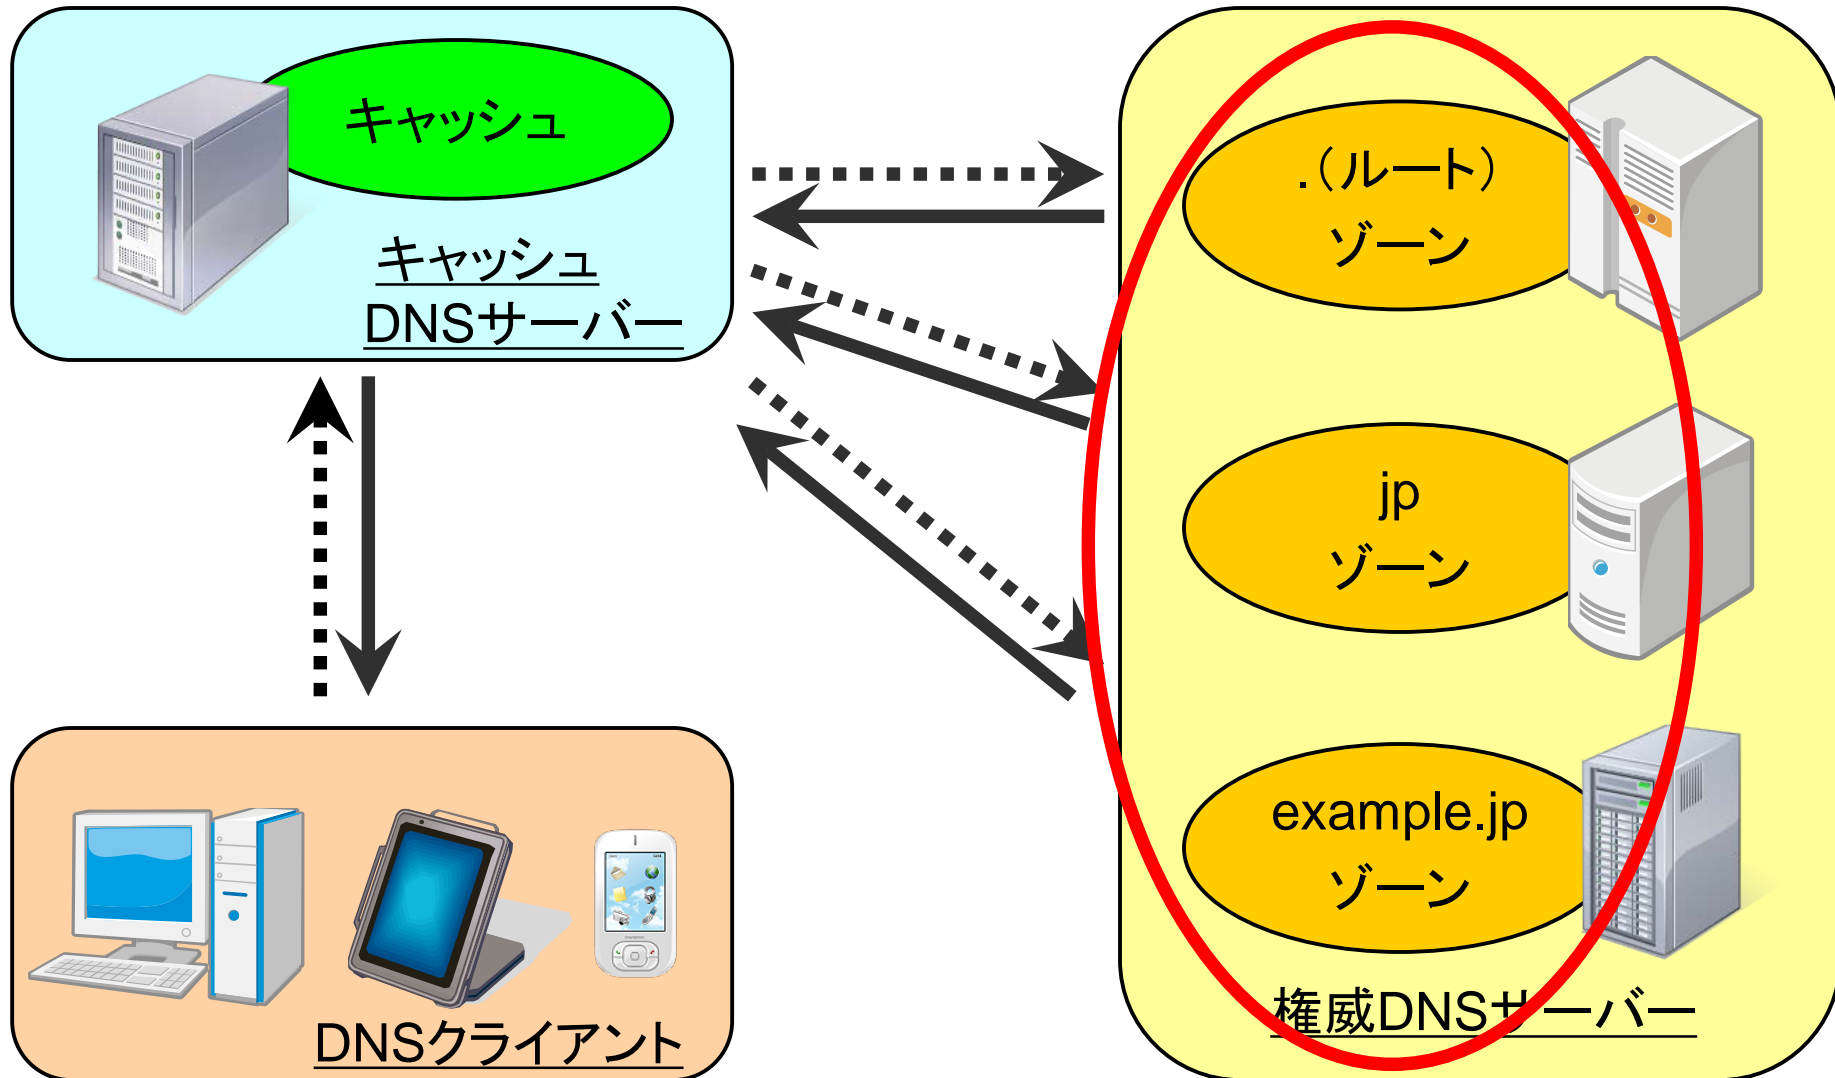 キャッシュ
キャッシュ
DNSサーバー
.(ルート)
ゾーン
jp
ゾーン
example.jp
ゾーン
権威DNSサーバー
DNSクライアント